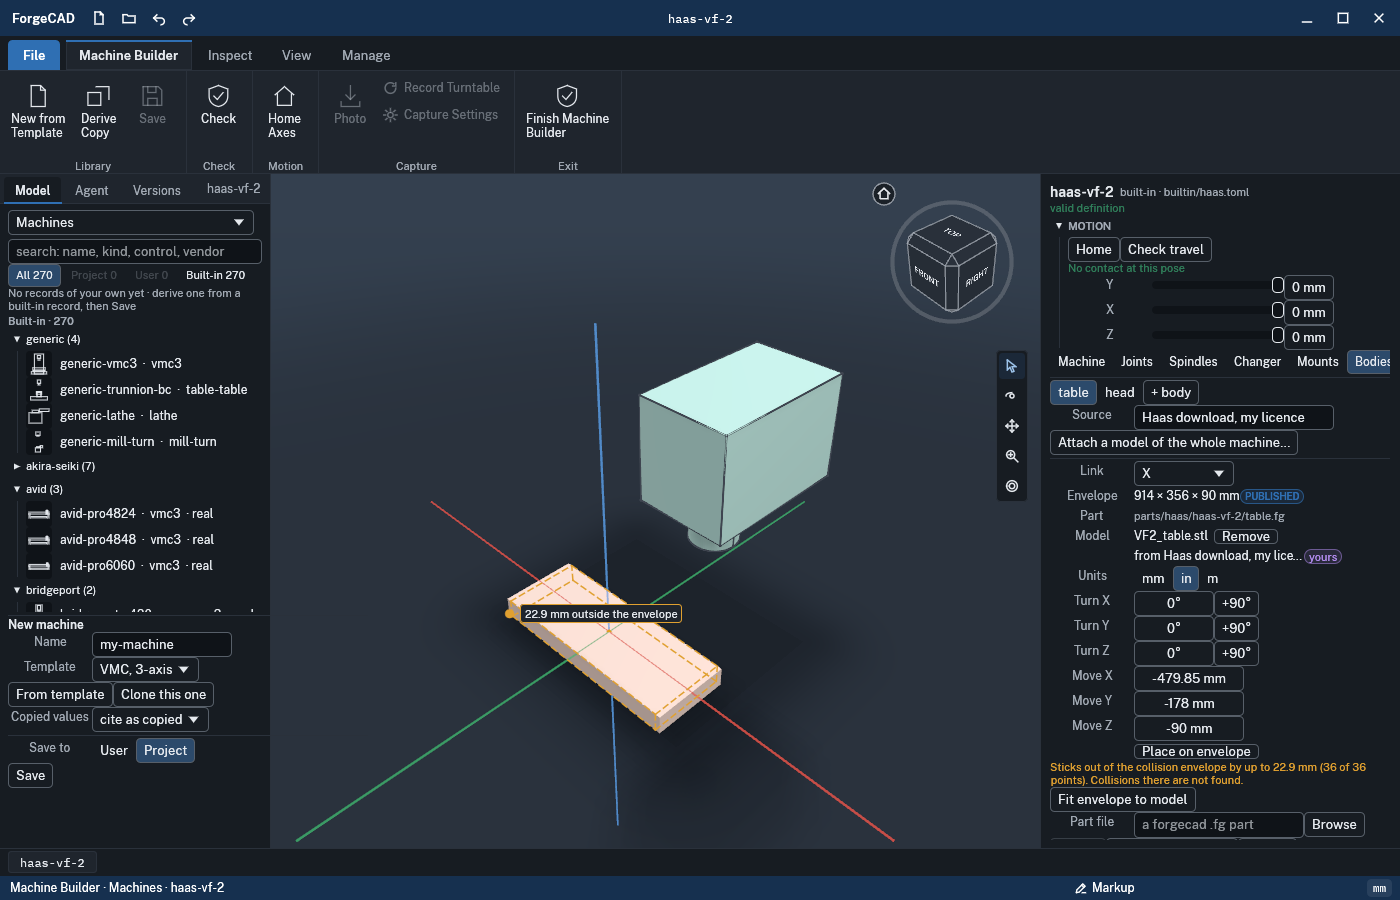 ForgeCAD
haas-vf-2
File
Machine Builder
Inspect
View
Manage
New from Template
Derive Copy
Save
Check
Home Axes
Photo
Record Turntable
Capture Settings
Finish Machine Builder
Library
Check
Motion
Capture
Exit
Model
Agent
Versions
haas-vf-2
Machines
search: name, kind, control, vendor
All 270
Project 0
User 0
Built-in 270
No records of your own yet · derive one from a
built-in record, then Save
Built-in · 270
generic (4)
generic-vmc3 · vmc3
generic-trunnion-bc · table-table
generic-lathe · lathe
generic-mill-turn · mill-turn
akira-seiki (7)
avid (3)
avid-pro4824 · vmc3 · real
avid-pro4848 · vmc3 · real
avid-pro6060 · vmc3 · real
bridgeport (2)
New machine
Name
my-machine
Template
VMC, 3-axis
From template
Clone this one
Copied values
cite as copied
Save to
User
Project
Save
TOP
FRONT
RIGHT
22.9 mm outside the envelope
haas-vf-2 built-in · builtin/haas.toml
valid definition
MOTION
Home
Check travel
No contact at this pose
Y
0 mm
X
0 mm
Z
0 mm
Machine
Joints
Spindles
Changer
Mounts
Bodies
table
head
+ body
Source
Haas download, my licence
Attach a model of the whole machine...
Link
X
Envelope
914 × 356 × 90 mm
PUBLISHED
Part
parts/haas/haas-vf-2/table.fg
Model
VF2_table.stl
Remove
from Haas download, my lice...
yours
Units
mm
in
m
Turn X
0°
+90°
Turn Y
0°
+90°
Turn Z
0°
+90°
Move X
-479.85 mm
Move Y
-178 mm
Move Z
-90 mm
Place on envelope
Sticks out of the collision envelope by up to 22.9 mm (36 of 36
points). Collisions there are not found.
Fit envelope to model
Part file
a forgecad .fg part
Browse
haas-vf-2
Machine Builder · Machines · haas-vf-2
Markup
mm